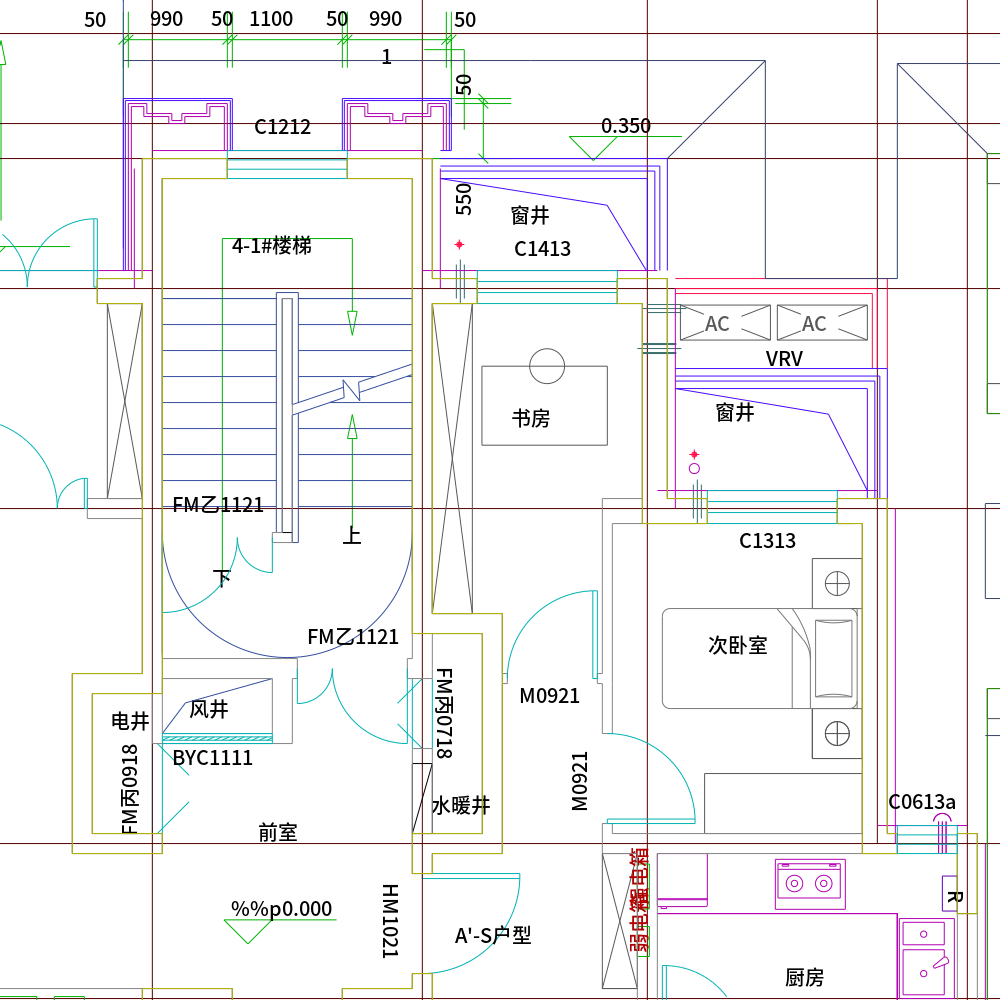 50
990
50
1100
50
990
50
1
50
C1212
0.350
550
窗井
4-1#楼梯
C1413
AC
AC
VRV
书房
窗井
FM乙1121
上
C1313
下
FM乙1121
次卧室
M0921
FM丙0718
风井
电井
BYC1111
FM丙0918
M0921
水暖井
C0613a
前室
强电箱
弱电箱
R
HM1021
%%p0.000
A'-S户型
厨房